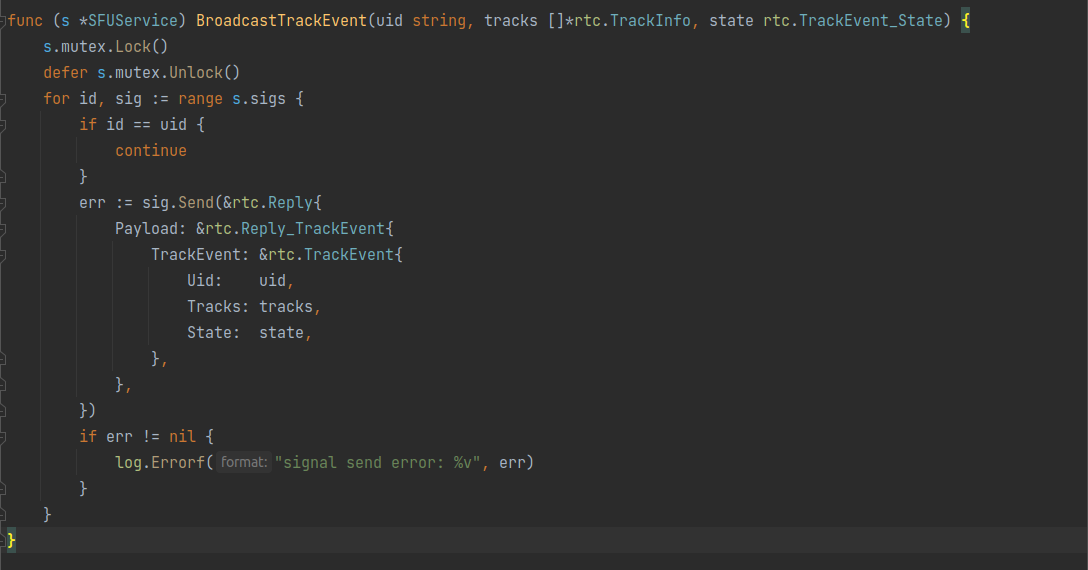 func (s *SFUService) BroadcastTrackEvent(uid string, tracks []*rtc.TrackInfo, state rtc.TrackEvent_State) {
    s.mutex.Lock()
    defer s.mutex.Unlock()
    for id, sig := range s.sigs {
        if id == uid {
            continue
        }
        err := sig.Send(&rtc.Reply{
            Payload: &rtc.Reply_TrackEvent{
                TrackEvent: &rtc.TrackEvent{
                    Uid:    uid,
                    Tracks: tracks,
                    State:  state,
                },
            },
        })
        if err != nil {
            log.Errorf( format: "signal send error: %v", err)
        }
    }
}